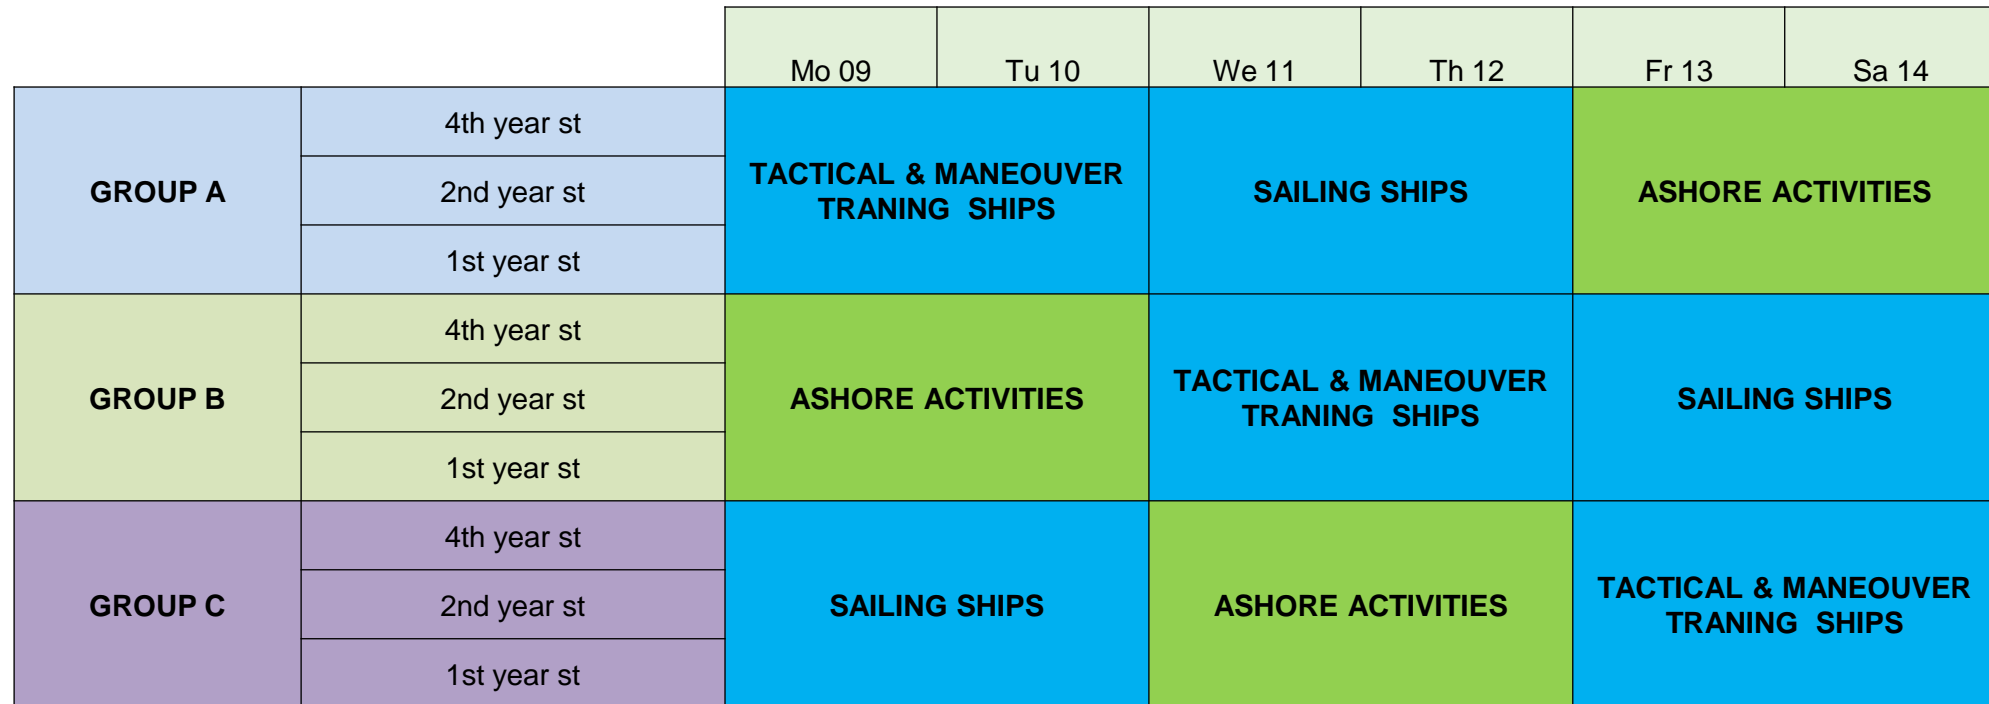 Mo 09 Tu 10 We 11 Th 12 Fr 13 Sa 14
GROUP A
4th year st
2nd year st
1st year st
TACTICAL & MANEOUVER
TRANING SHIPS
SAILING SHIPS
ASHORE ACTIVITIES
GROUP B
4th year st
2nd year st
1st year st
ASHORE ACTIVITIES
TACTICAL & MANEOUVER
TRANING SHIPS
SAILING SHIPS
GROUP C
4th year st
2nd year st
1st year st
SAILING SHIPS
ASHORE ACTIVITIES
TACTICAL & MANEOUVER
TRANING SHIPS